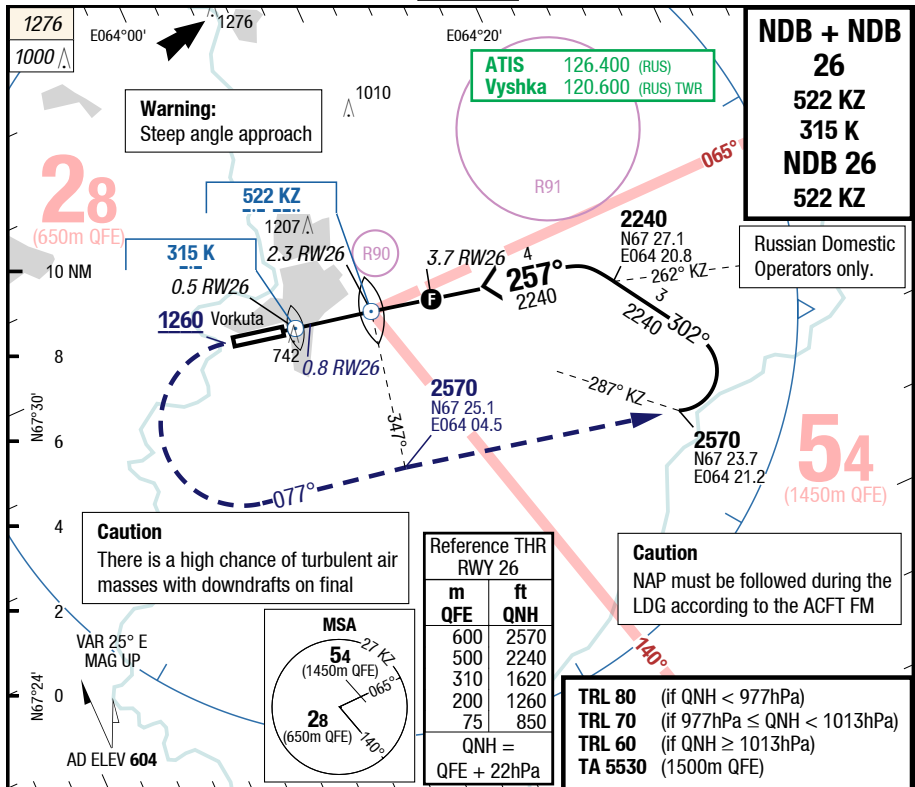 1276
1000
E064°00'
1276
E064°20'
ATIS 126.400 (RUS)
Vyshka 120.600 (RUS) TWR
NDB + NDB
26
522 KZ
315 K
NDB 26
522 KZ
Warning:
Steep angle approach
1010
28
(650m QFE)
R91
065°
522 KZ
1207
R90
2.3 RW26
3.7 RW26
4
257°
2240
2240
N67 27.1
E064 20.8
Russian Domestic
Operators only.
315 K
10 NM
0.5 RW26
F
262° KZ
3
2240
302°
1260
Vorkuta
742
0.8 RW26
8
N67°30'
347°
2570
N67 25.1
E064 04.5
287° KZ
2570
N67 23.7
E064 21.2
54
(1450m QFE)
6
077°
4
Caution
There is a high chance of turbulent air
masses with downdrafts on final
Reference THR
RWY 26
m ft
QFE QNH
600 2570
500 2240
310 1620
200 1260
75 850
QNH =
QFE + 22hPa
Caution
NAP must be followed during the
LDG according to the ACFT FM
2
MSA
27 KZ
54
(1450m QFE)
065°
28
(650m QFE)
140°
140°
VAR 25° E
MAG UP
N67°24'
0
AD ELEV 604
TRL 80 (if QNH < 977hPa)
TRL 70 (if 977hPa ≤ QNH < 1013hPa)
TRL 60 (if QNH ≥ 1013hPa)
TA 5530 (1500m QFE)